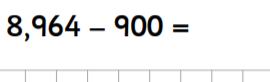 8,964 – 900 =